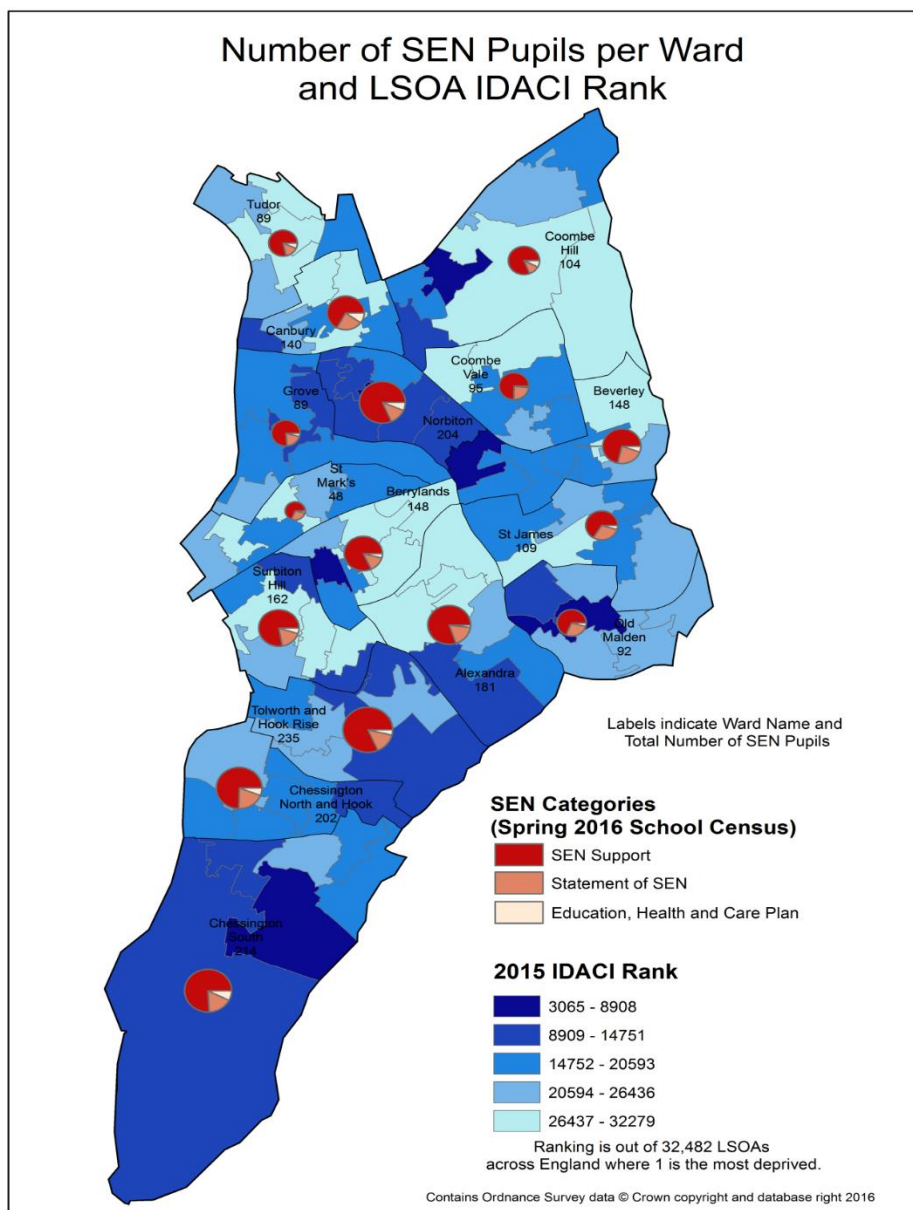 Number of SEN Pupils per Ward
and LSOA IDACI Rank
Tudor
89
Coombe
Hill
104
Canbury
140
Coombe
Vale
95
Beverley
148
Grove
89
Norbiton
204
St
Mark's
48
Berrylands
148
St James
109
Surbiton
Hill
162
Old
Malden
92
Alexandra
181
Tolworth and
Hook Rise
235
Labels indicate Ward Name and
Total Number of SEN Pupils
Chessington
North and Hook
202
Chessington
South
214
SEN Categories
(Spring 2016 School Census)
SEN Support
Statement of SEN
Education, Health and Care Plan
2015 IDACI Rank
3065 - 8908
8909 - 14751
14752 - 20593
20594 - 26436
26437 - 32279
Ranking is out of 32,482 LSOAs
across England where 1 is the most deprived.
Contains Ordnance Survey data © Crown copyright and database right 2016